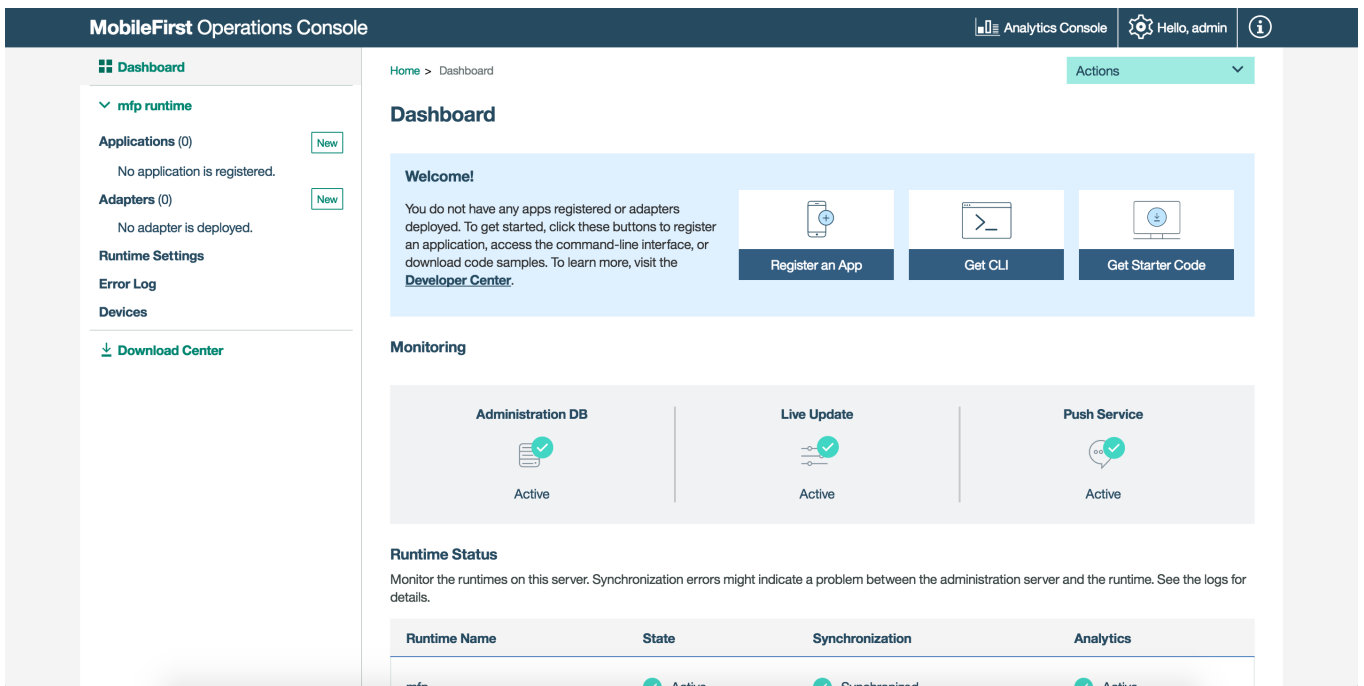 MobileFirst Operations Console
Analytics Console
Hello, admin
Dashboard
mfp runtime
Applications (0)
New
No application is registered.
Adapters (0)
New
No adapter is deployed.
Runtime Settings
Error Log
Devices
Download Center
Home > Dashboard
Actions
Dashboard
Welcome!
You do not have any apps registered or adapters
deployed. To get started, click these buttons to register
an application, access the command-line interface, or
download code samples. To learn more, visit the
Developer Center.
Register an App
Get CLI
Get Starter Code
Monitoring
Administration DB
Live Update
Push Service
Active
Active
Active
Runtime Status
Monitor the runtimes on this server. Synchronization errors might indicate a problem between the administration server and the runtime. See the logs for
details.
Runtime Name State Synchronization Analytics
mfp Active Synchronized Active